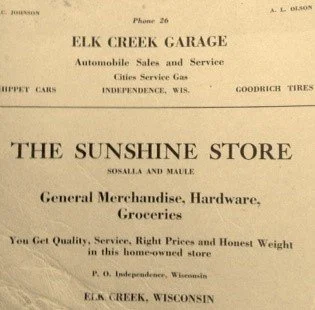 C. JOHNSON
A. L. OLSON
Phone 26
ELK CREEK GARAGE
Automobile Sales and Service
Cities Service Gas
HIPPET CARS INDEPENDENCE, WIS. GOODRICH TIRES
THE SUNSHINE STORE
SOSALLA AND MAULE
General Merchandise, Hardware,
Groceries
You Get Quality, Service, Right Prices and Honest Weight
in this home-owned store
P. O. Independence, Wisconsin
ELK CREEK, WISCONSIN